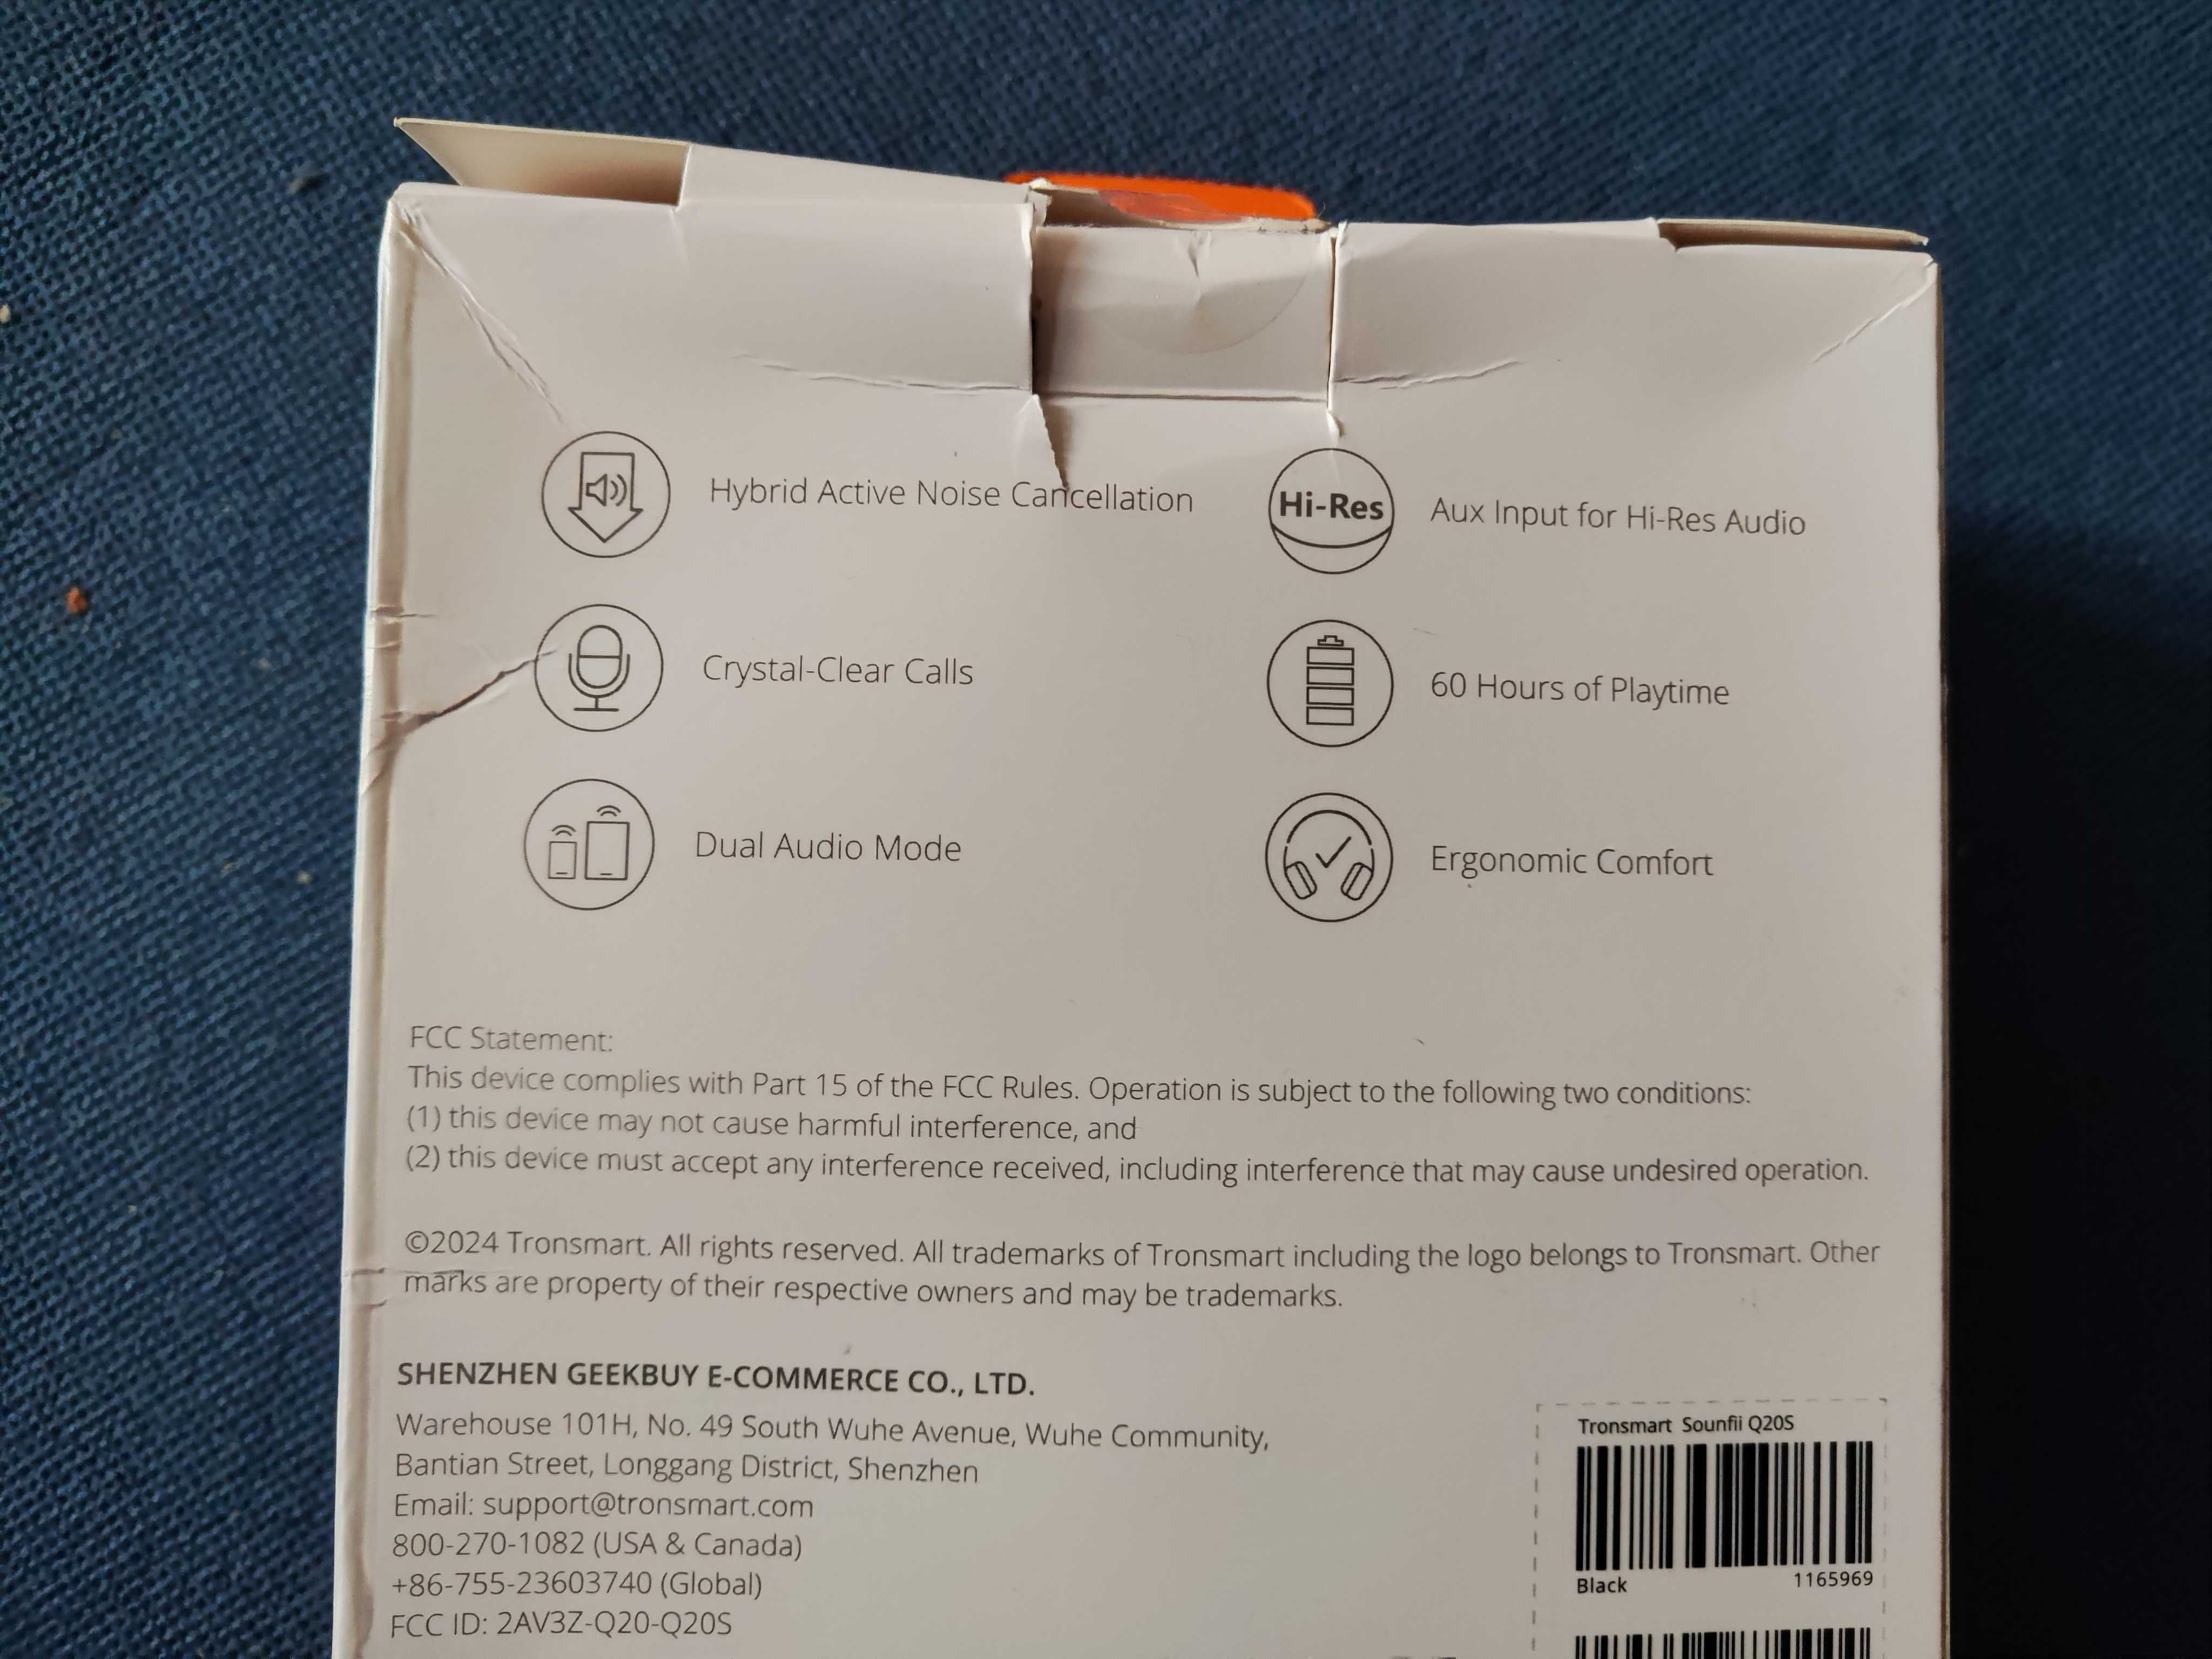 Hybrid Active Noise Cancellation
Hi-Res
Aux Input for Hi-Res Audio
Crystal-Clear Calls
60 Hours of Playtime
Dual Audio Mode
Ergonomic Comfort
FCC Statement:
This device complies with Part 15 of the FCC Rules. Operation is subject to the following two conditions:
(1) this device may not cause harmful interference, and
(2) this device must accept any interference received, including interference that may cause undesired operation.
©2024 Tronsmart. All rights reserved. All trademarks of Tronsmart including the logo belongs to Tronsmart. Other
marks are property of their respective owners and may be trademarks.
SHENZHEN GEEKBUY E-COMMERCE CO., LTD.
Warehouse 101H, No. 49 South Wuhe Avenue, Wuhe Community,
Bantian Street, Longgang District, Shenzhen
Email: support@tronsmart.com
800-270-1082 (USA & Canada)
+86-755-23603740 (Global)
FCC ID: 2AV3Z-Q20-Q20S
Tronsmart Sounfii Q20S
Black 1165969